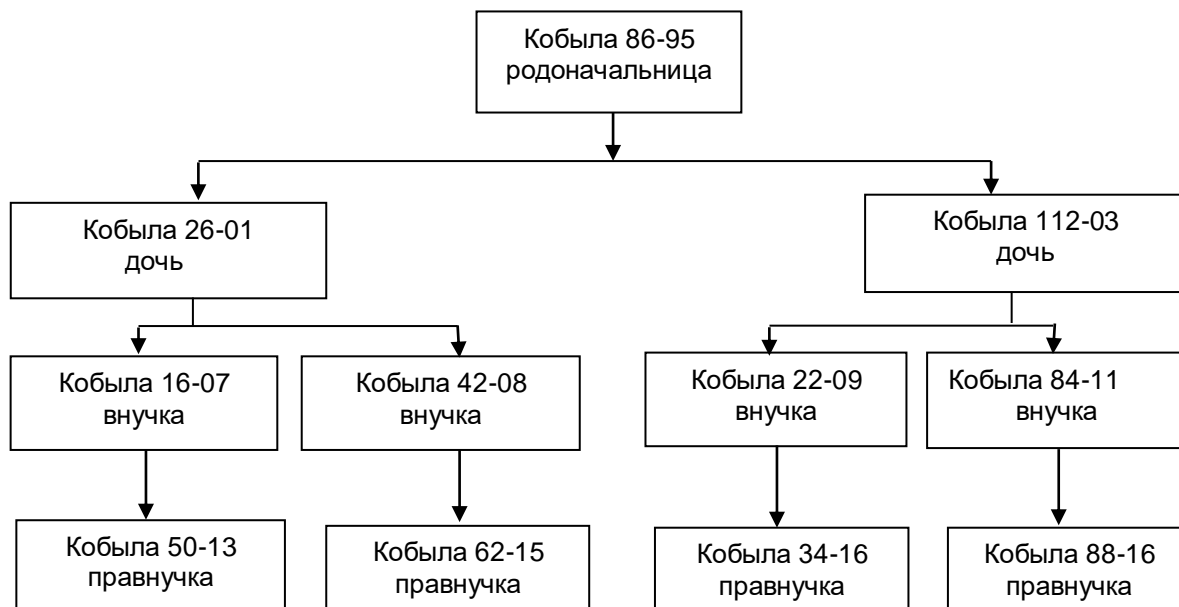 Кобыла 86-95
родоначальница
Кобыла 26-01
дочь
Кобыла 112-03
дочь
Кобыла 16-07
внучка
Кобыла 42-08
внучка
Кобыла 22-09
внучка
Кобыла 84-11
внучка
Кобыла 50-13
правнучка
Кобыла 62-15
правнучка
Кобыла 34-16
правнучка
Кобыла 88-16
правнучка